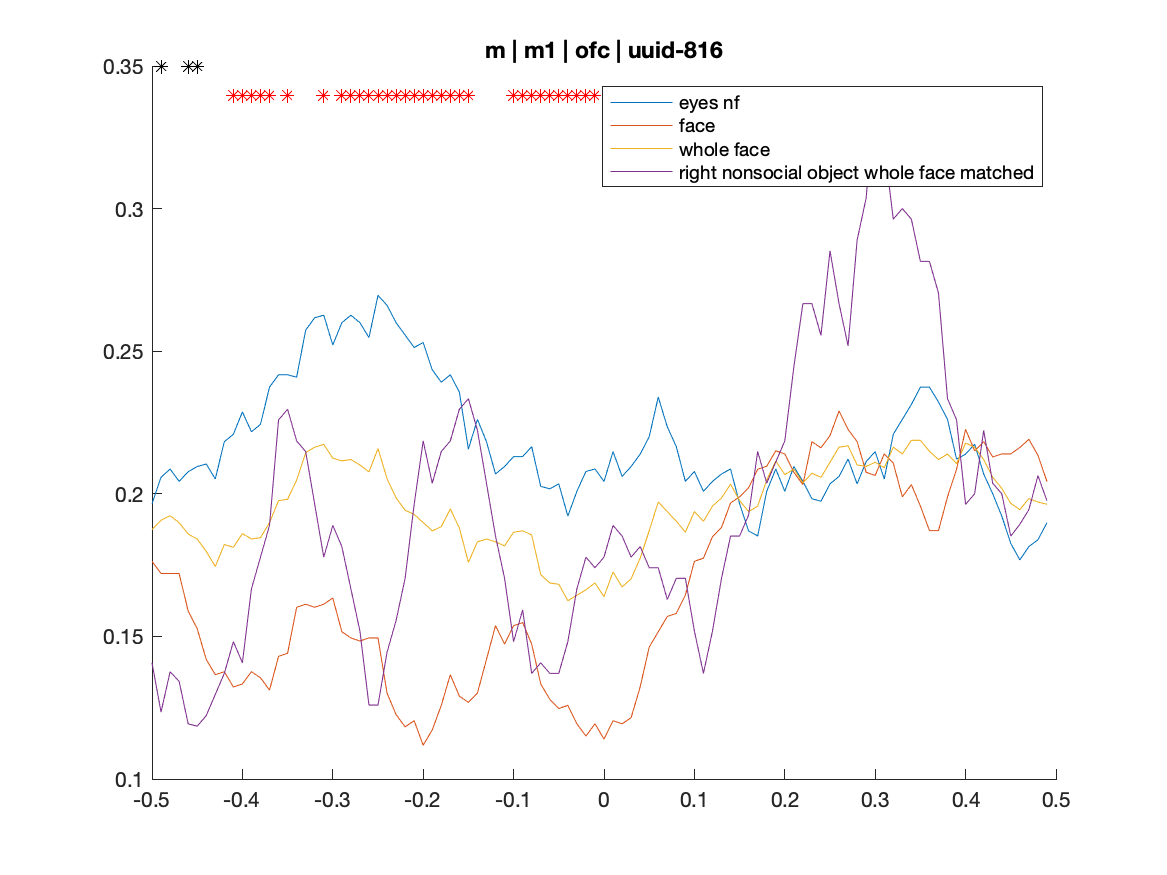 m | m1 | ofc | uuid-816
0.35
0.3
0.25
0.2
0.15
0.1
eyes nf
face
whole face
right nonsocial object whole face matched
-0.5 -0.4 -0.3 -0.2 -0.1 0 0.1 0.2 0.3 0.4 0.5